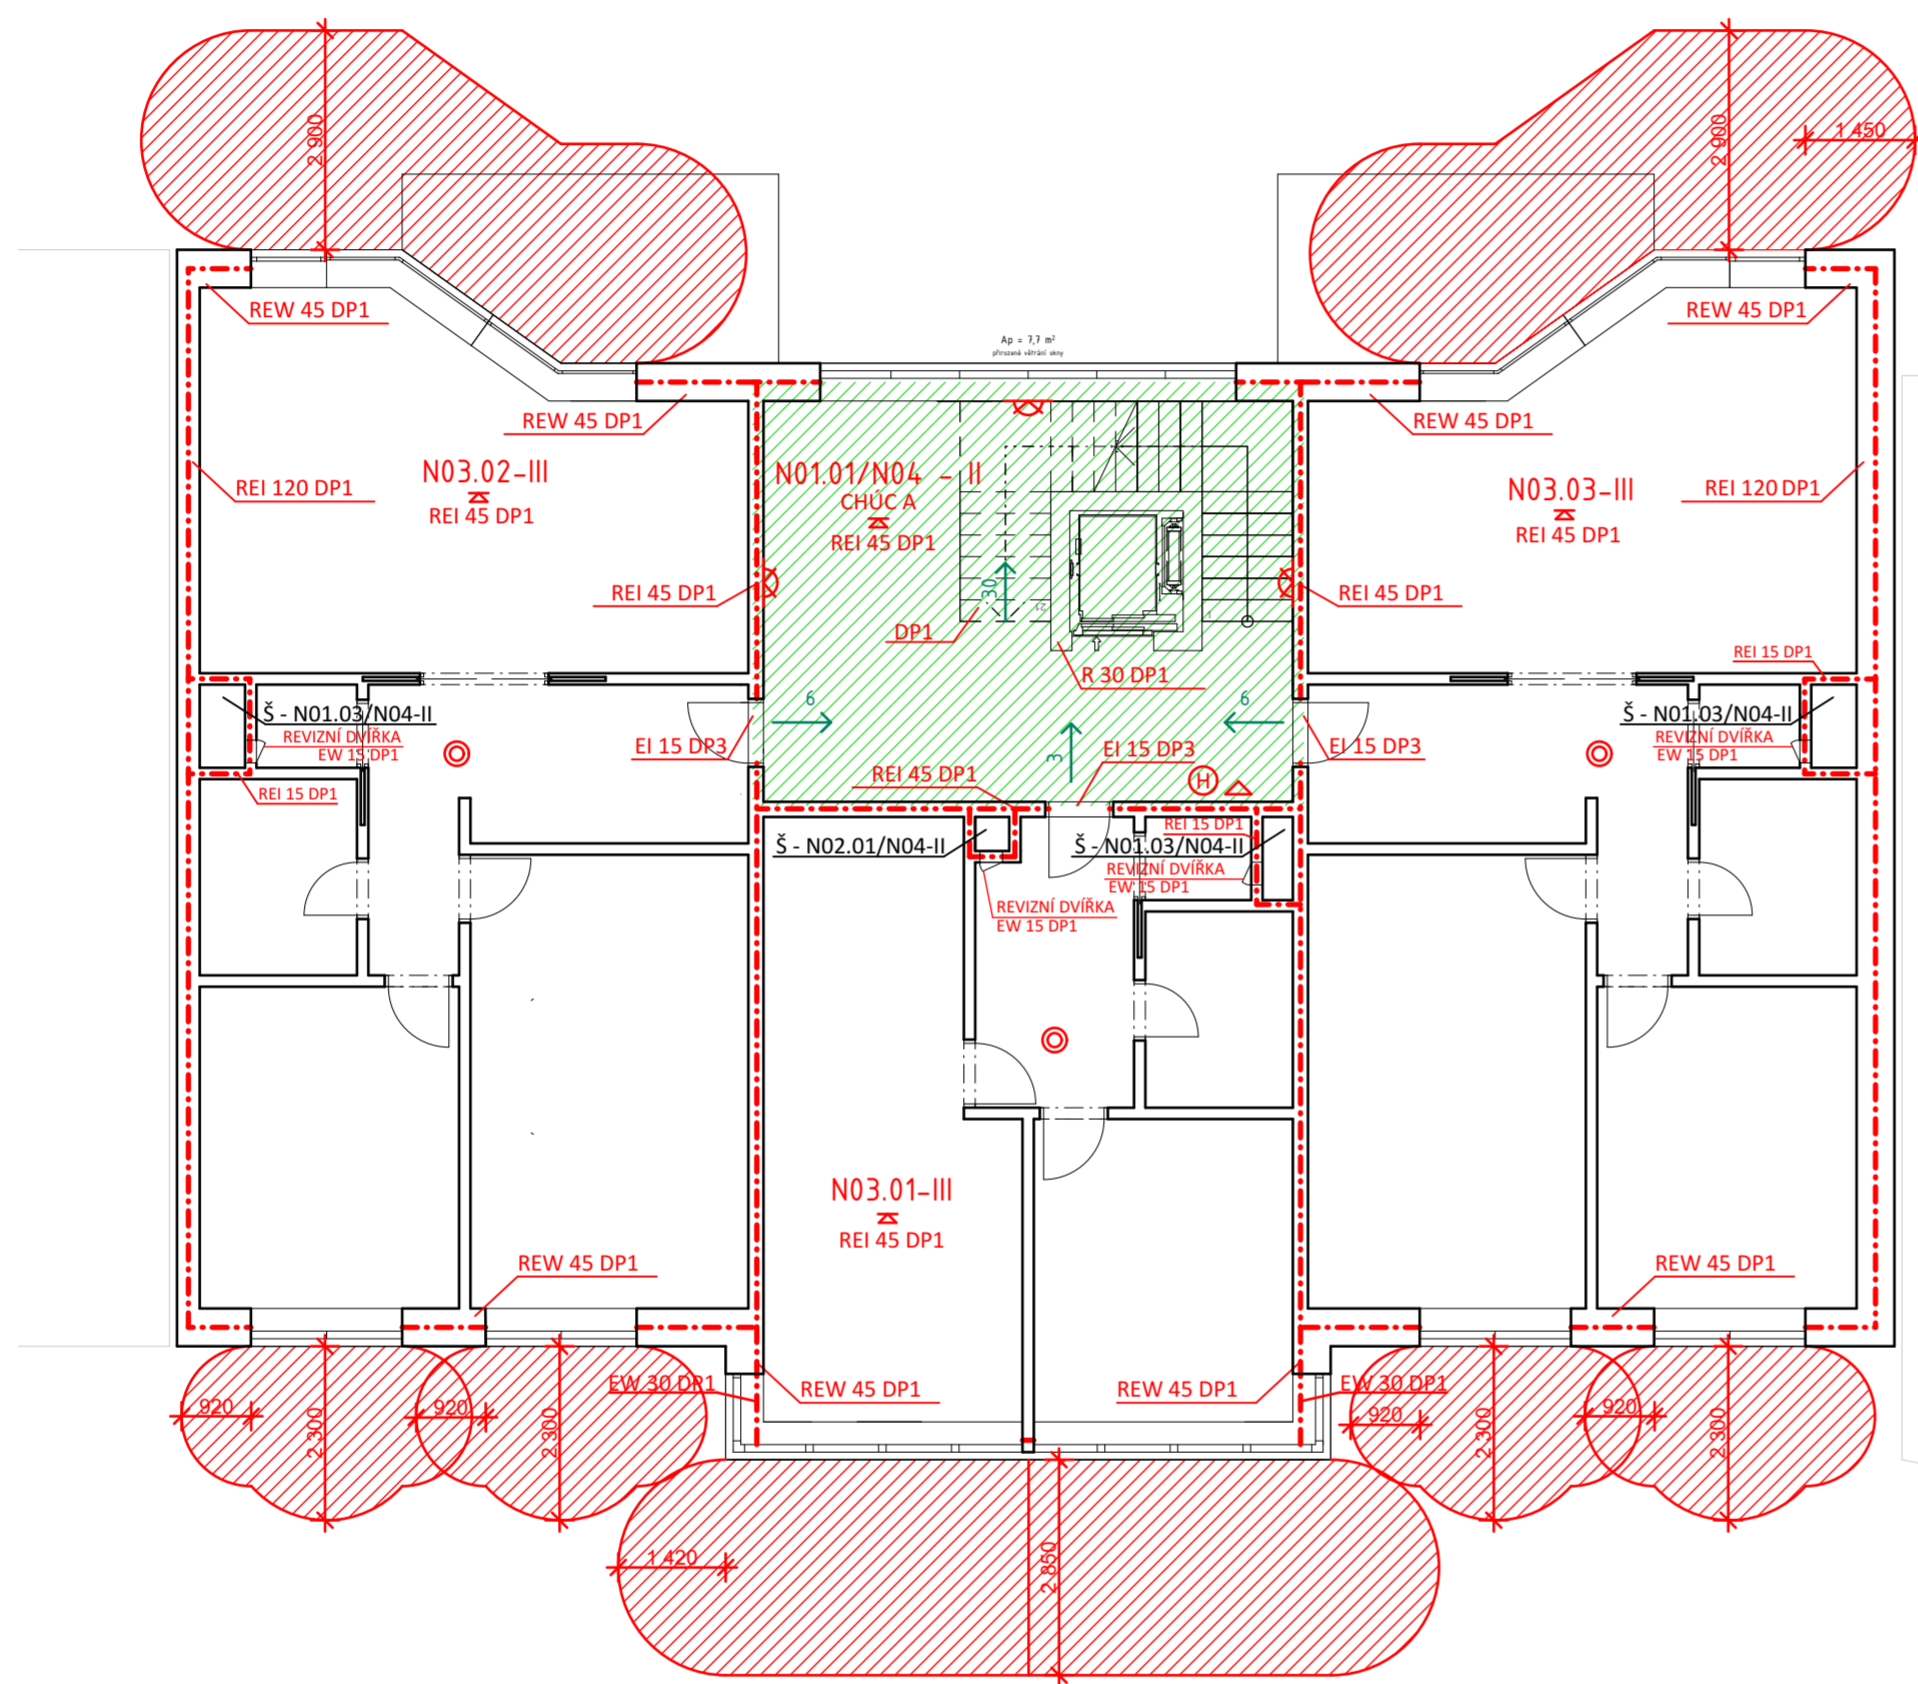 2 900
2 900
1 450
REW 45 DP1
REW 45 DP1
Ap = 7,7 m²
přirozené větrání okny
REW 45 DP1
REW 45 DP1
N03.02-III
REI 45 DP1
REI 120 DP1
N01.01/N04 - II
CHÚC A
REI 45 DP1
N03.03-III
REI 45 DP1
REI 120 DP1
REI 45 DP1
REI 45 DP1
30
21
1
DP1
R 30 DP1
REI 15 DP1
Š - N01.03/N04-II
REVIZNÍ DVÍŘKA
EW 15 DP1
REI 15 DP1
6
6
3
EI 15 DP3
EI 15 DP3
EI 15 DP3
Š - N01.03/N04-II
REVIZNÍ DVÍŘKA
EW 15 DP1
REI 45 DP1
H
Š - N02.01/N04-II
REI 15 DP1
Š - N01.03/N04-II
REVIZNÍ DVÍŘKA
EW 15 DP1
REVIZNÍ DVÍŘKA
EW 15 DP1
N03.01-III
REI 45 DP1
REW 45 DP1
REW 45 DP1
EW 30 DP1
REW 45 DP1
REW 45 DP1
EW 30 DP1
920
2 300
920
2 300
920
2 300
920
2 300
1 420
2 850